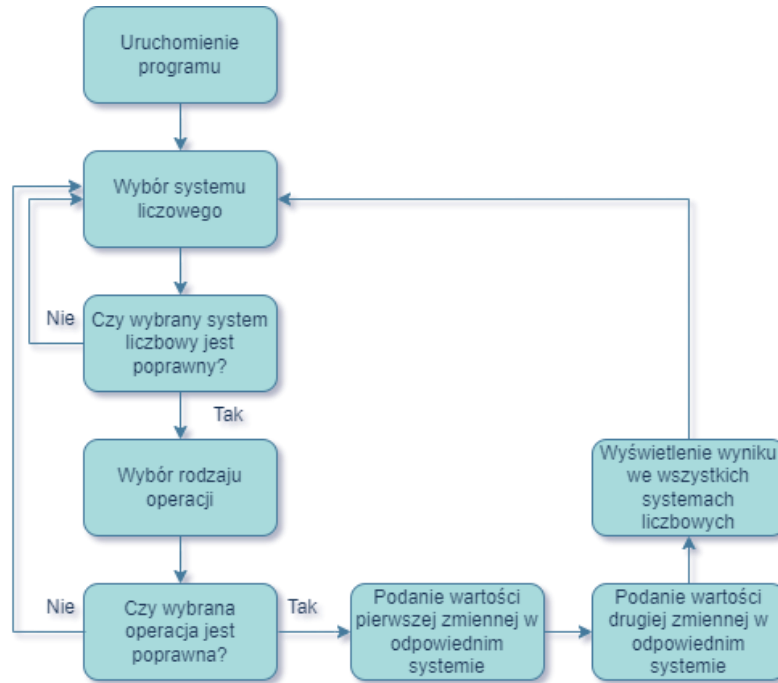 Uruchomienie
programu
Wybór systemu
liczowego
Nie
Czy wybrany system
liczbowy jest
poprawny?
Tak
Wybór rodzaju
operacji
Nie
Czy wybrana
operacja jest
poprawna?
Tak
Podanie wartości
pierwszej zmiennej w
odpowiednim
systemie
Podanie wartości
drugiej zmiennej w
odpowiednim
systemie
Wyświetlenie wyniku
we wszystkich
systemach
liczbowych